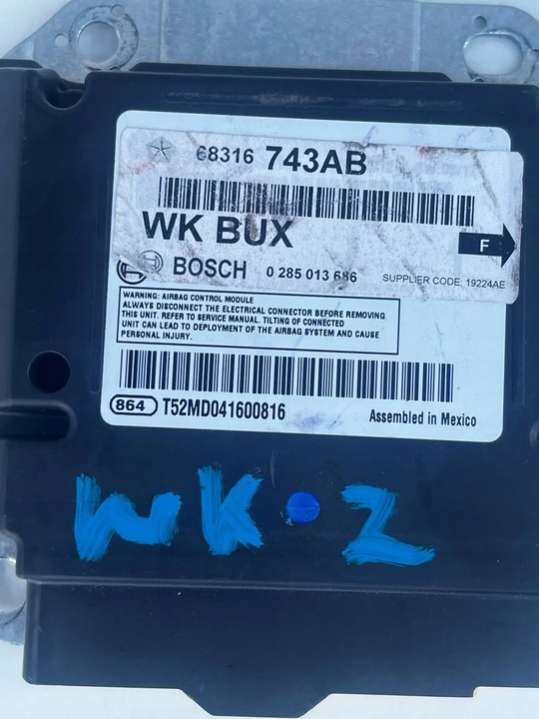 68316 743AB
WK BUX
F
BOSCH 0 285 013 686
SUPPLIER CODE 19224AE
WARNING: AIRBAG CONTROL MODULE
ALWAYS DISCONNECT THE ELECTRICAL CONNECTOR BEFORE REMOVING
THIS UNIT. REFER TO SERVICE MANUAL. TILTING OF CONNECTED
UNIT CAN LEAD TO DEPLOYMENT OF THE AIRBAG SYSTEM AND CAUSE
PERSONAL INJURY.
864 T52MD041600816
Assembled in Mexico
WK·2